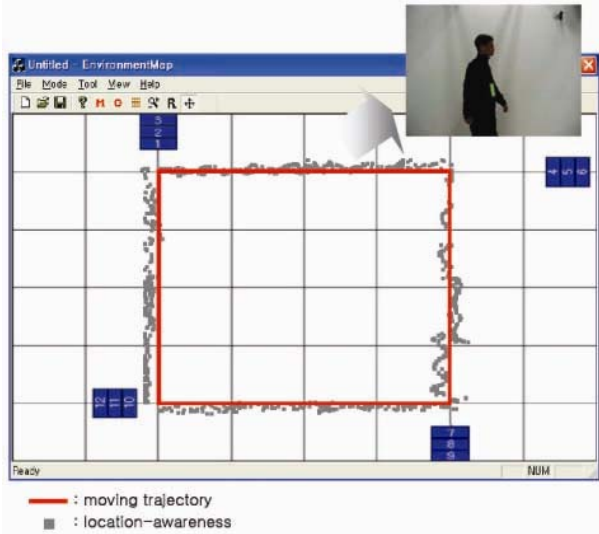 Untitled - EnvironmentMap
File Mode Tool View Help
? M O R
3
2
1
4 5 6
12 11 10
7
8
9
Ready NUM
: moving trajectory
: location-awareness